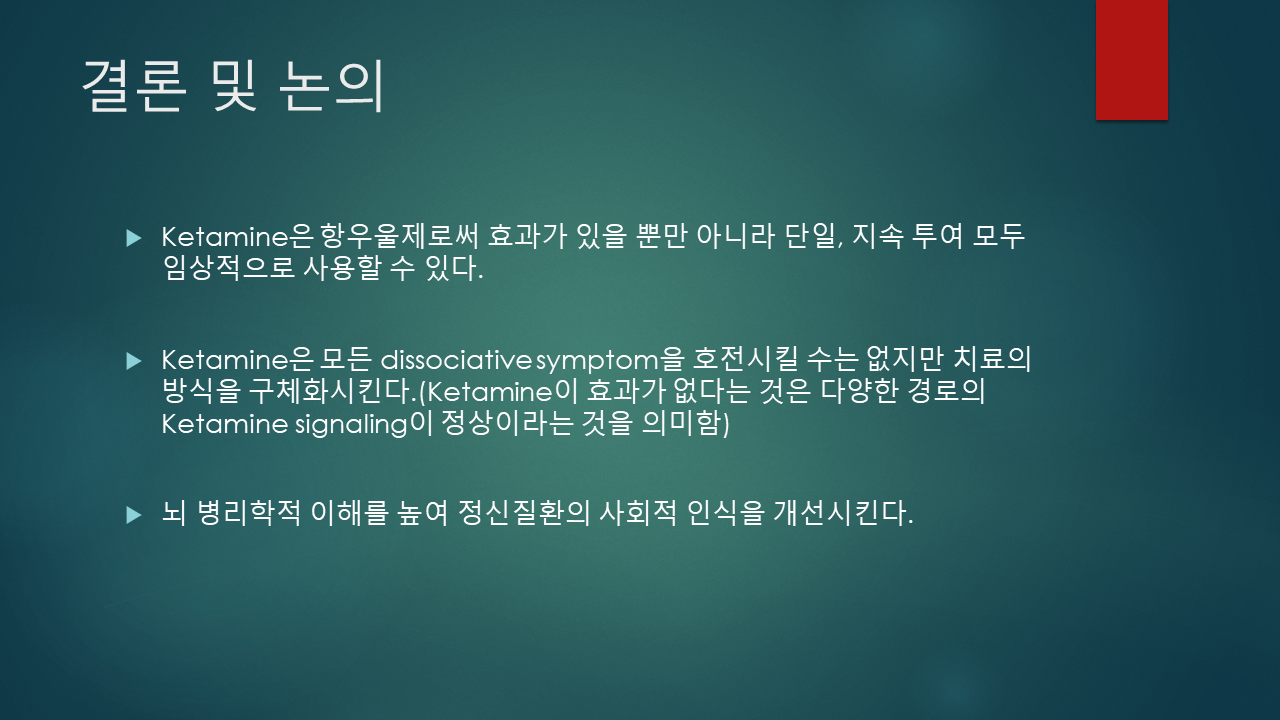 결론 및 논의
Ketamine은 항우울제로써 효과가 있을 뿐만 아니라 단일, 지속 투여 모두
임상적으로 사용할 수 있다.
Ketamine은 모든 dissociative symptom을 호전시킬 수는 없지만 치료의
방식을 구체화시킨다.(Ketamine이 효과가 없다는 것은 다양한 경로의
Ketamine signaling이 정상이라는 것을 의미함)
뇌 병리학적 이해를 높여 정신질환의 사회적 인식을 개선시킨다.